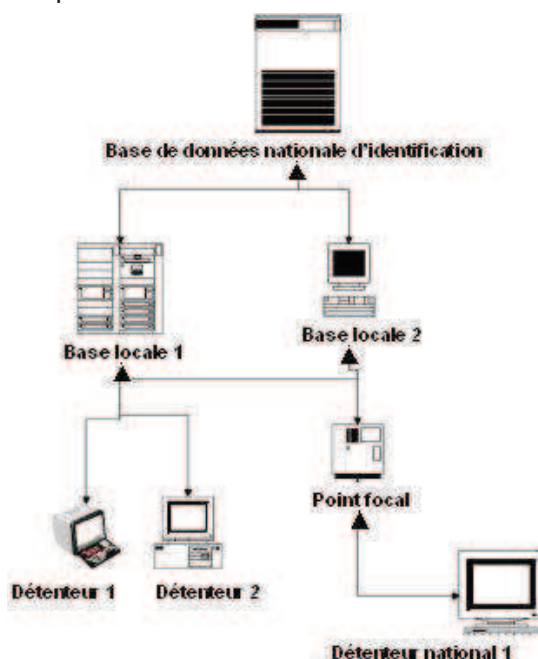 Base de données nationale d'identification
Base locale 1
Base locale 2
Point focal
Détenteur 1
Détenteur 2
Détenteur national 1